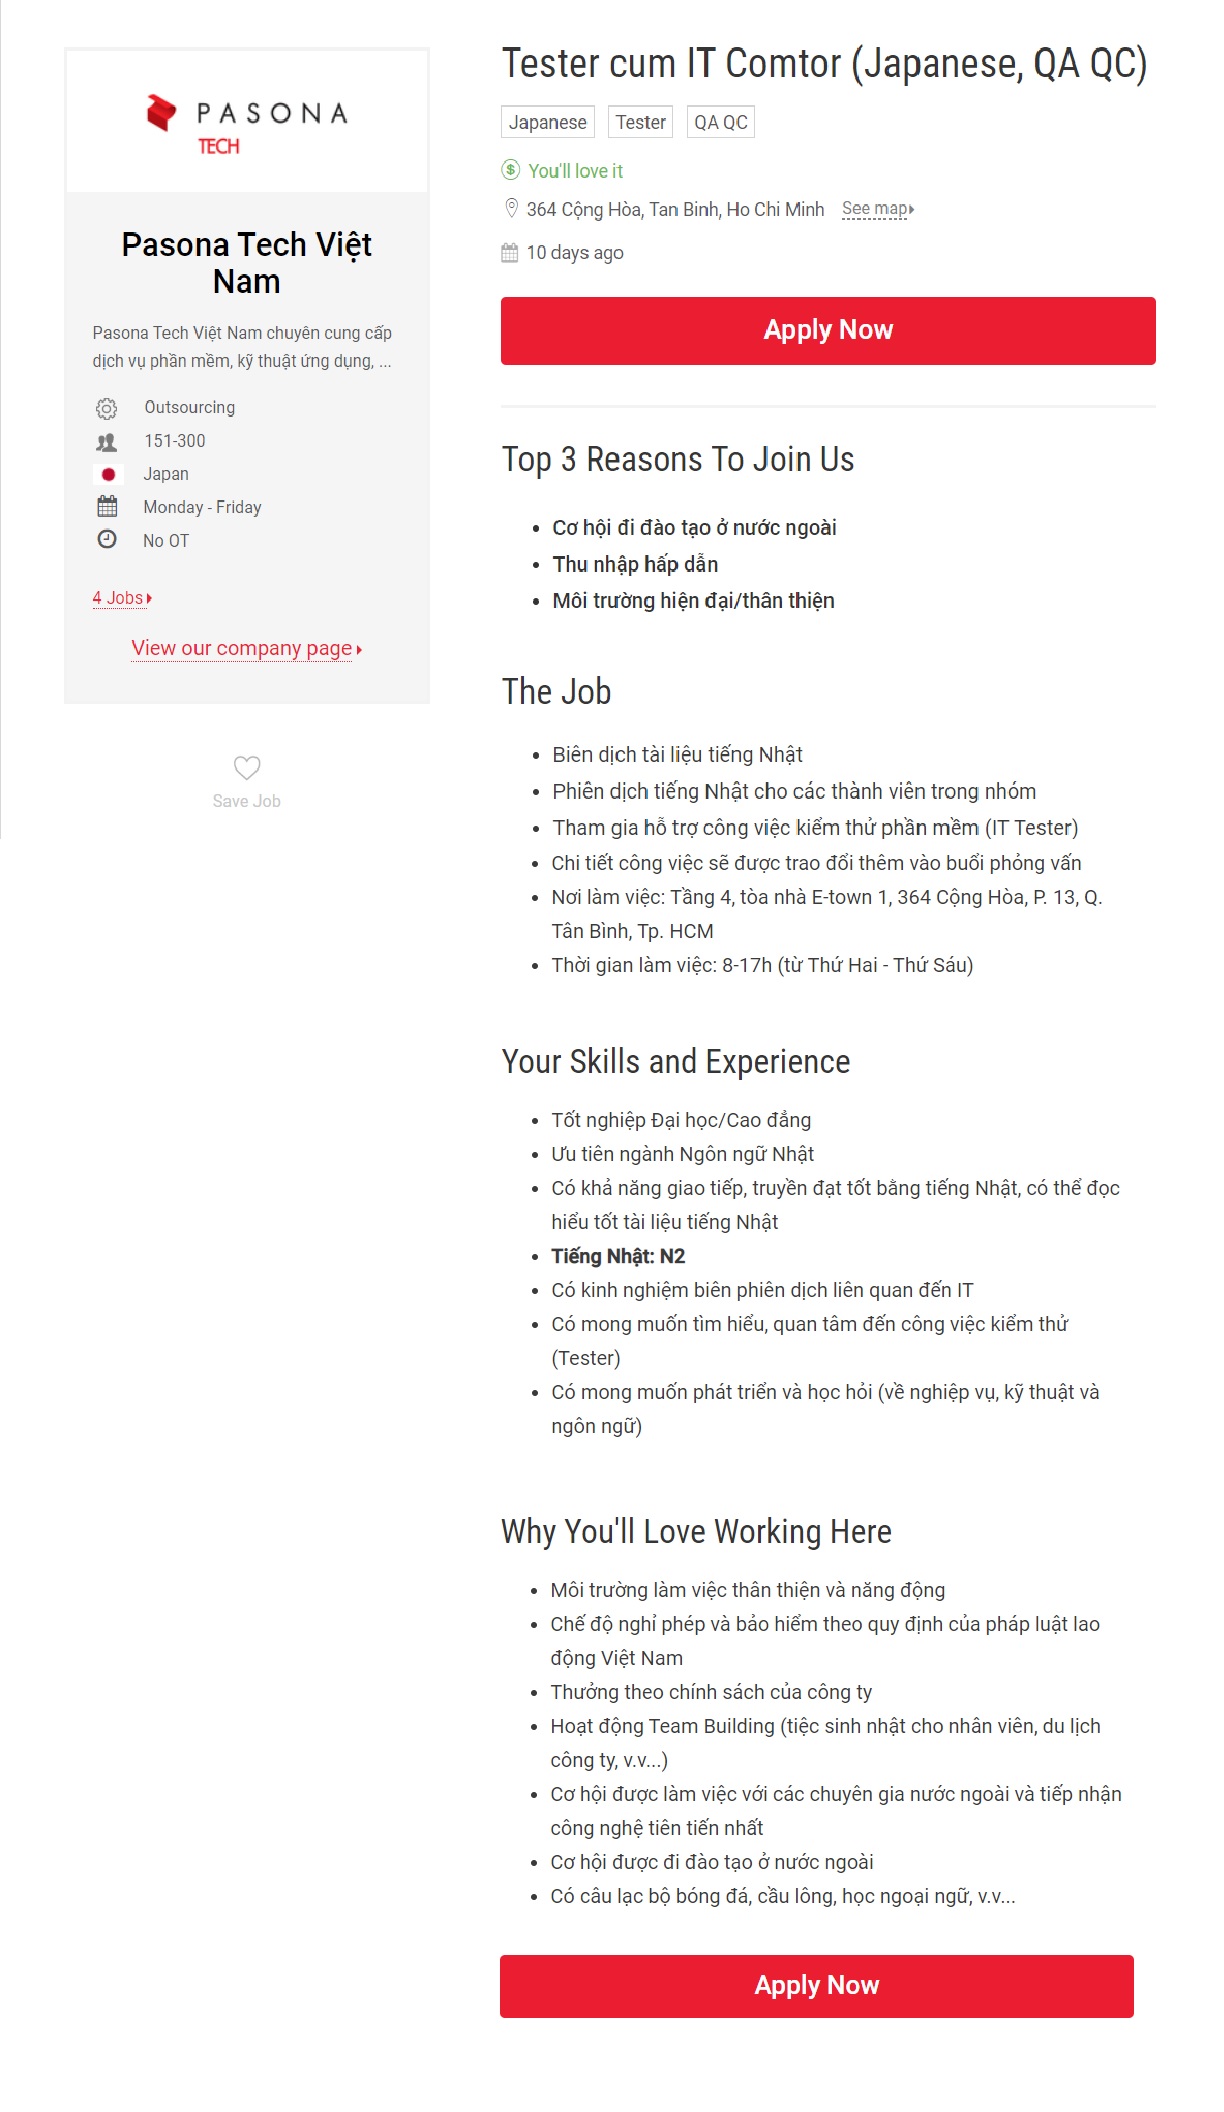 PASONA
TECH
Pasona Tech Việt
Nam
Pasona Tech Việt Nam chuyên cung cấp
dịch vụ phần mềm, kỹ thuật ứng dụng, ...
Outsourcing
151-300
Japan
Monday - Friday
No OT
4 Jobs
View our company page
Save Job
Tester cum IT Comtor (Japanese, QA QC)
Japanese Tester QA QC
$ You'll love it
364 Cộng Hòa, Tan Binh, Ho Chi Minh See map
10 days ago
Apply Now
Top 3 Reasons To Join Us
• Cơ hội đi đào tạo ở nước ngoài
• Thu nhập hấp dẫn
• Môi trường hiện đại/thân thiện
The Job
• Biên dịch tài liệu tiếng Nhật
• Phiên dịch tiếng Nhật cho các thành viên trong nhóm
• Tham gia hỗ trợ công việc kiểm thử phần mềm (IT Tester)
• Chi tiết công việc sẽ được trao đổi thêm vào buổi phỏng vấn
• Nơi làm việc: Tầng 4, tòa nhà E-town 1, 364 Cộng Hòa, P. 13, Q.
Tân Bình, Tp. HCM
• Thời gian làm việc: 8-17h (từ Thứ Hai - Thứ Sáu)
Your Skills and Experience
• Tốt nghiệp Đại học/Cao đẳng
• Ưu tiên ngành Ngôn ngữ Nhật
• Có khả năng giao tiếp, truyền đạt tốt bằng tiếng Nhật, có thể đọc
hiểu tốt tài liệu tiếng Nhật
• Tiếng Nhật: N2
• Có kinh nghiệm biên phiên dịch liên quan đến IT
• Có mong muốn tìm hiểu, quan tâm đến công việc kiểm thử
(Tester)
• Có mong muốn phát triển và học hỏi (về nghiệp vụ, kỹ thuật và
ngôn ngữ)
Why You'll Love Working Here
• Môi trường làm việc thân thiện và năng động
• Chế độ nghỉ phép và bảo hiểm theo quy định của pháp luật lao
động Việt Nam
• Thưởng theo chính sách của công ty
• Hoạt động Team Building (tiệc sinh nhật cho nhân viên, du lịch
công ty, v.v...)
• Cơ hội được làm việc với các chuyên gia nước ngoài và tiếp nhận
công nghệ tiên tiến nhất
• Cơ hội được đi đào tạo ở nước ngoài
• Có câu lạc bộ bóng đá, cầu lông, học ngoại ngữ, v.v...
Apply Now